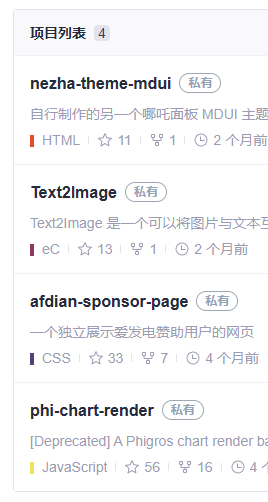 项目列表 4
nezha-theme-mdui 私有
自行制作的另一个哪吒面板 MDUI 主题
HTML 11 1 2 个月前
Text2Image 私有
Text2Image 是一个可以将图片与文本互
eC 13 1 2 个月前
afdian-sponsor-page 私有
一个独立展示爱发电赞助用户的网页
CSS 33 7 4 个月前
phi-chart-render 私有
[Deprecated] A Phigros chart render ba
JavaScript 56 16 4